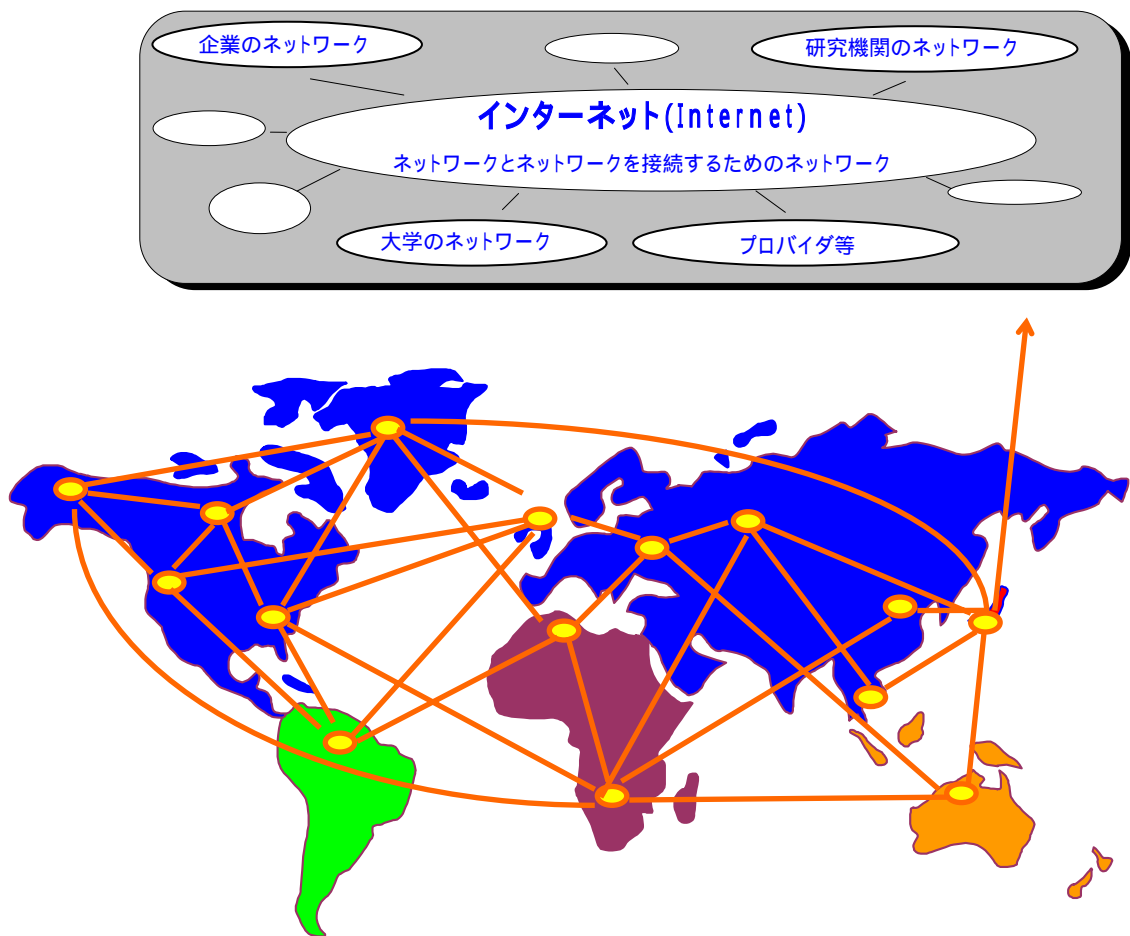 企業のネットワーク
研究機関のネットワーク
インターネット(Internet)
ネットワークとネットワークを接続するためのネットワーク
大学のネットワーク
プロバイダ等